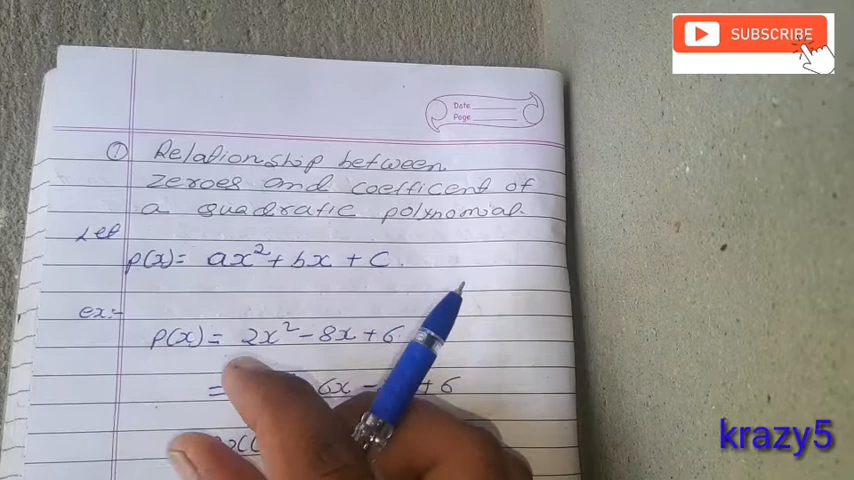 SUBSCRIBE
Date
Page
① Relationship between
zeroes and coefficent of
a quadratic polynomial.
Let
p(x) = ax² + bx + c.
ex:-
p(x) = 2x² - 8x + 6.
= 6x - + 6
krazy5